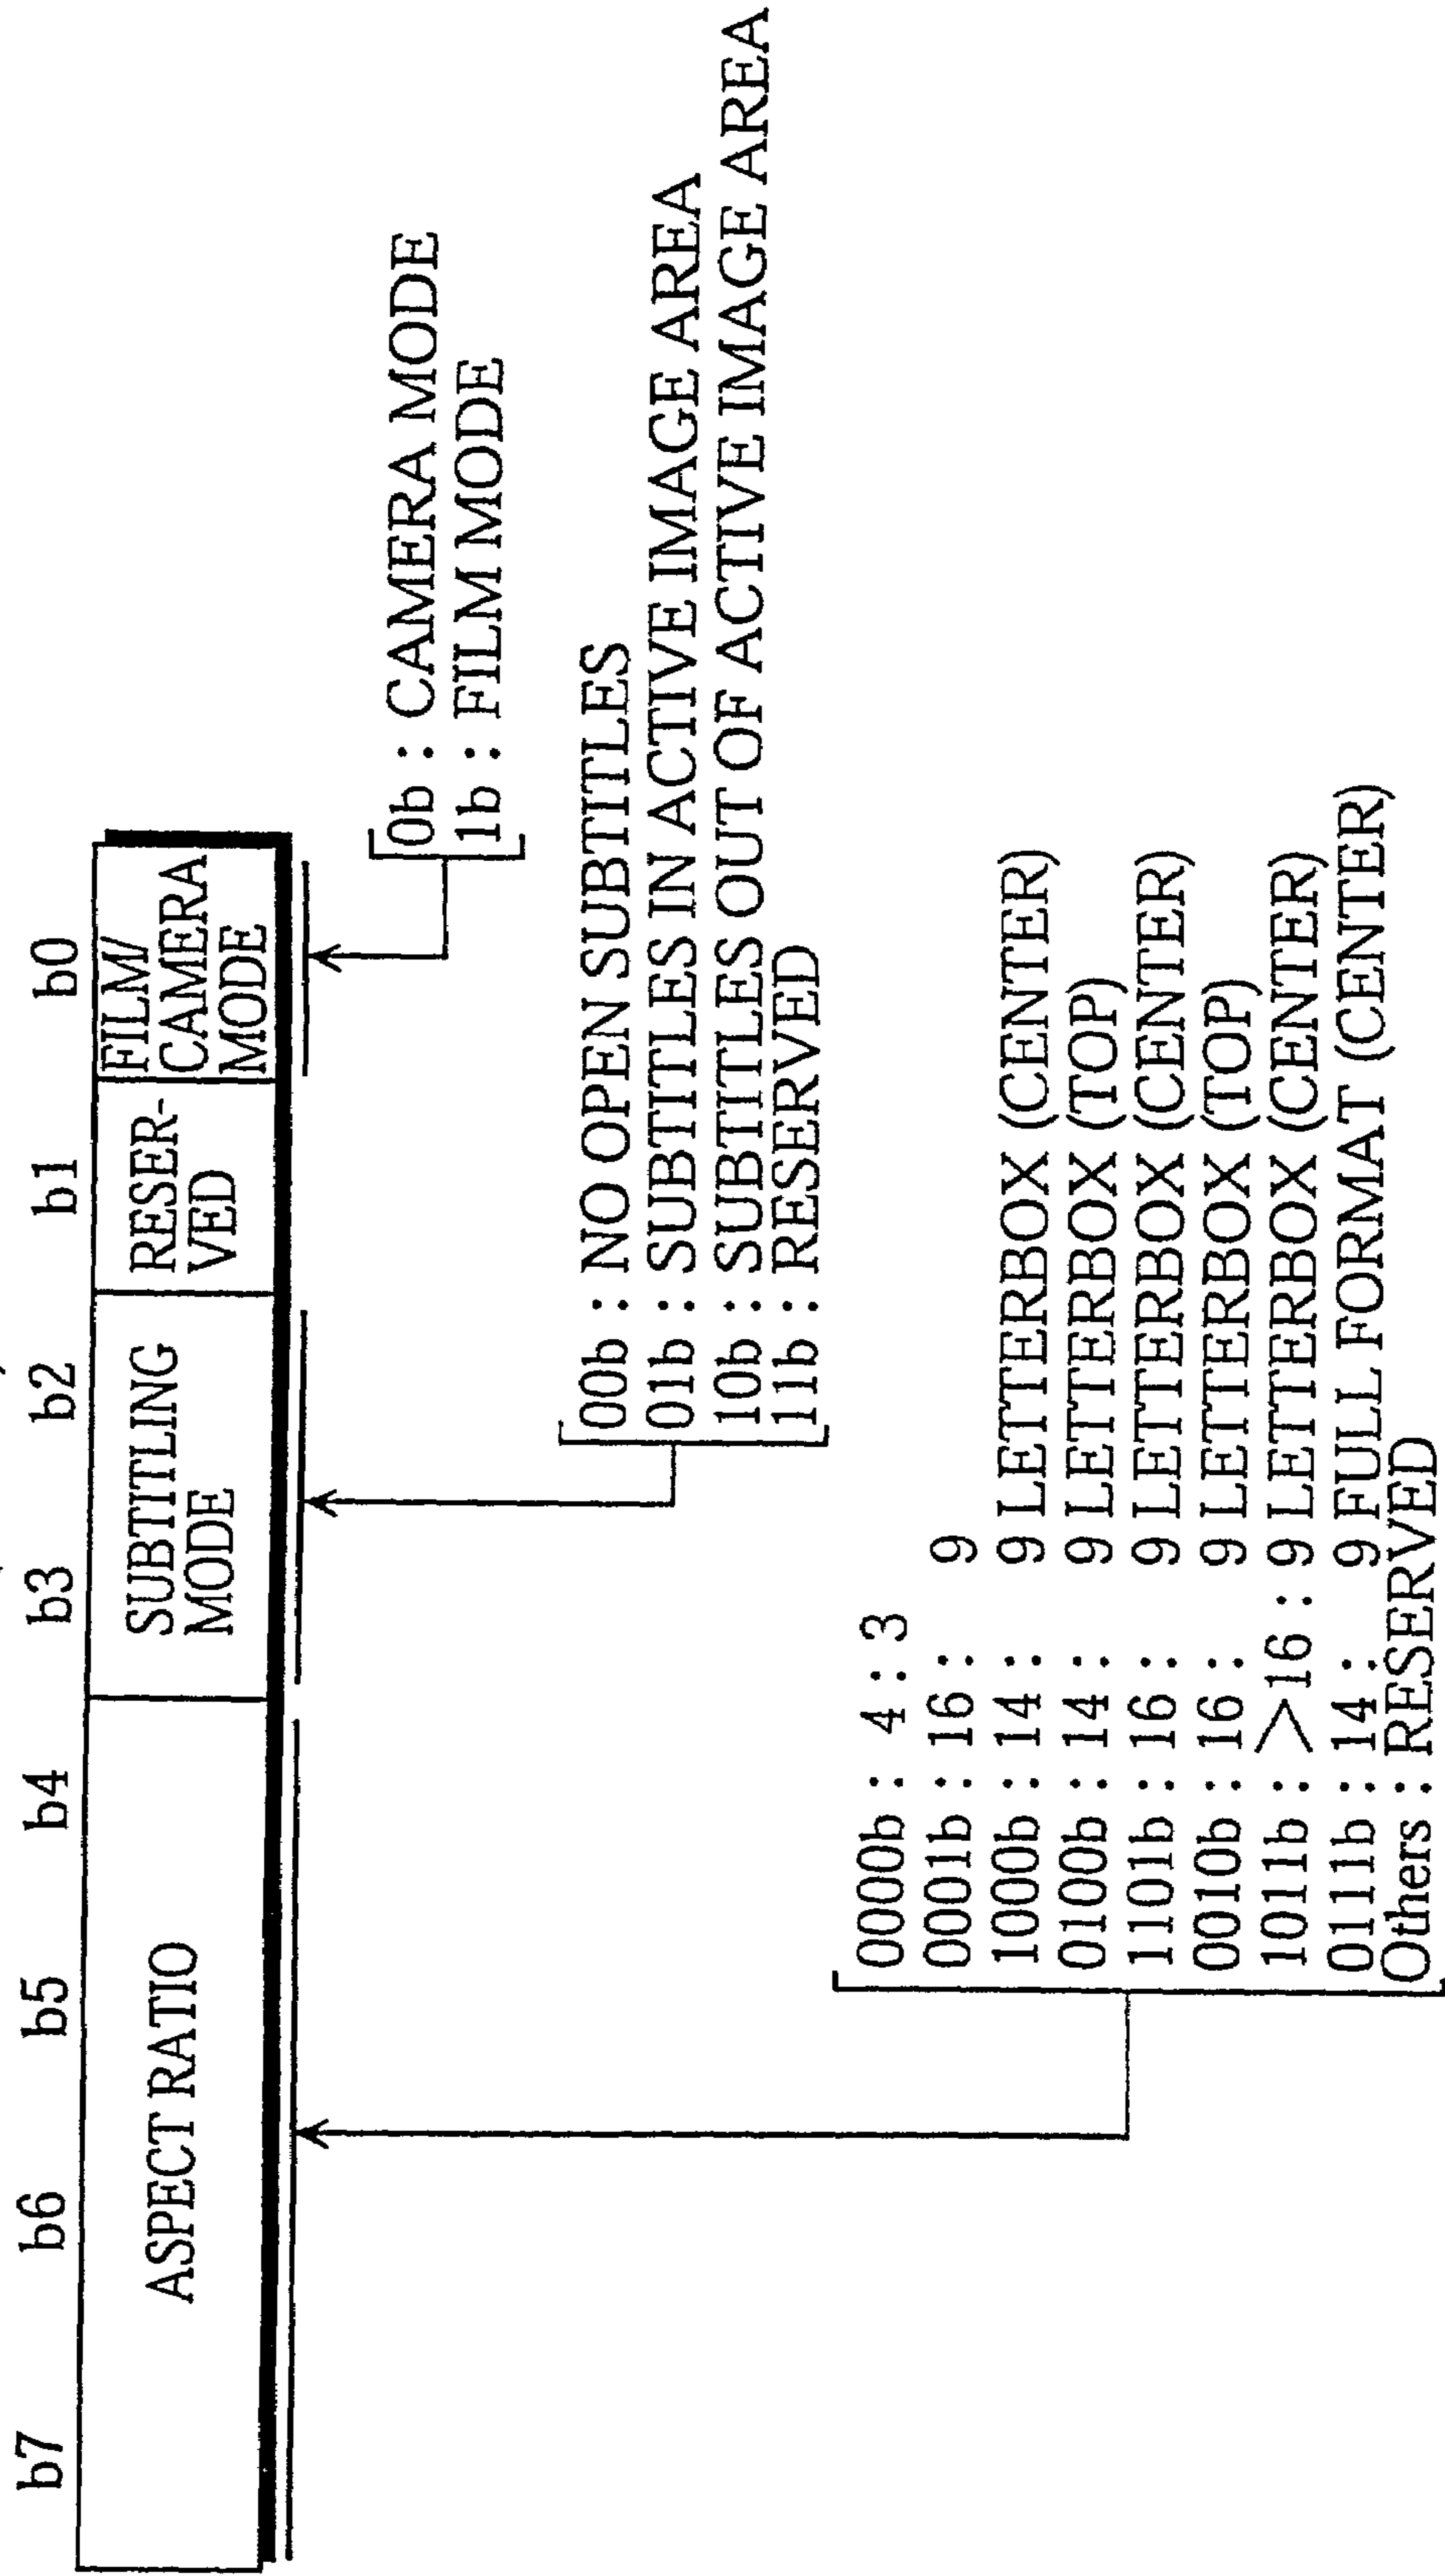 b7 b6 b5 b4 b3 b2 b1 b0
ASPECT RATIO
SUBTITLING
MODE
RESER-
VED
FILM/
CAMERA
MODE
0b : CAMERA MODE
1b : FILM MODE
00b : NO OPEN SUBTITLES
01b : SUBTITLES IN ACTIVE IMAGE AREA
10b : SUBTITLES OUT OF ACTIVE IMAGE AREA
11b : RESERVED
0000b : 4 : 3
0001b : 16 : 9
1000b : 14 : 9 LETTERBOX (CENTER)
0100b : 14 : 9 LETTERBOX (TOP)
1101b : 16 : 9 LETTERBOX (CENTER)
0010b : 16 : 9 LETTERBOX (TOP)
1011b : >16 : 9 LETTERBOX (CENTER)
0111b : 14 : 9 FULL FORMAT (CENTER)
Others : RESERVED